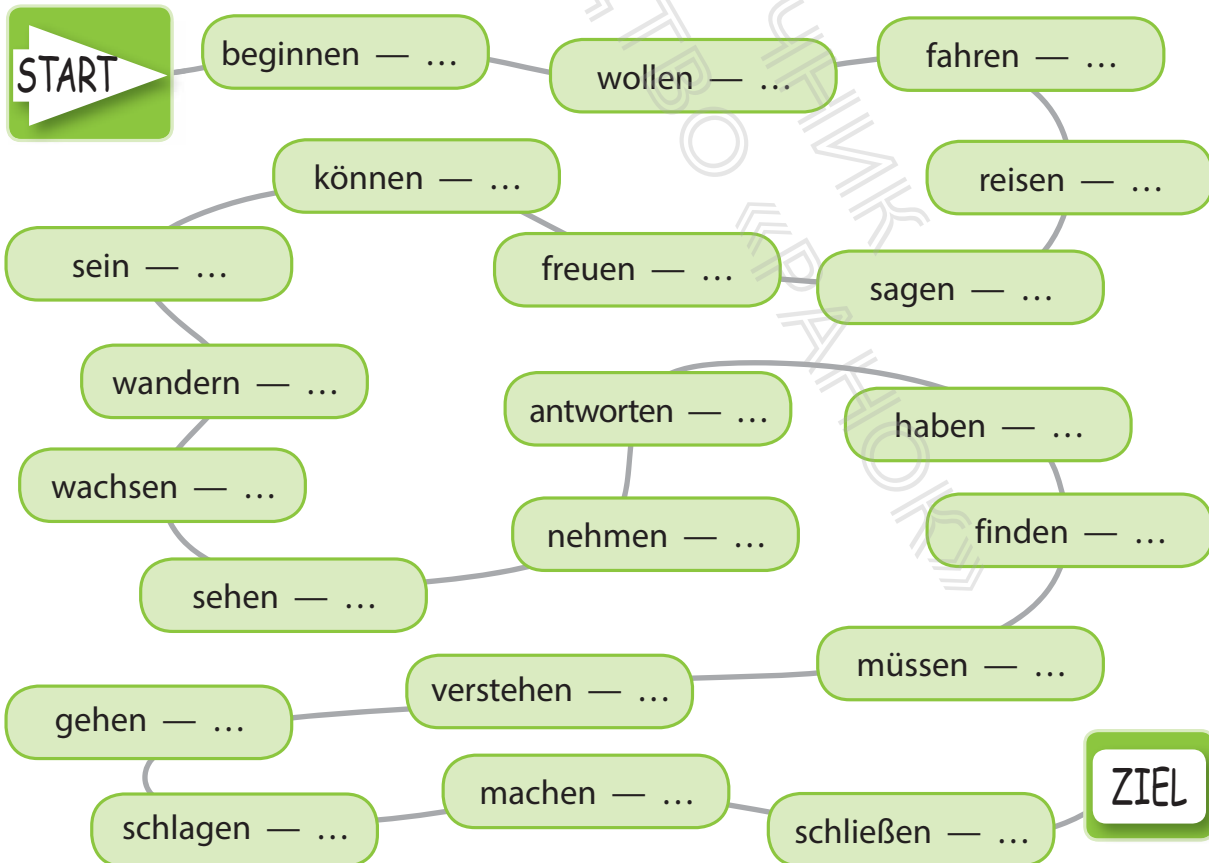 START
beginnen — …
wollen — …
fahren — …
reisen — …
sagen — …
freuen — …
können — …
sein — …
wandern — …
wachsen — …
sehen — …
nehmen — …
antworten — …
haben — …
finden — …
müssen — …
verstehen — …
gehen — …
schlagen — …
machen — …
schließen — …
ZIEL
«РАНОК»